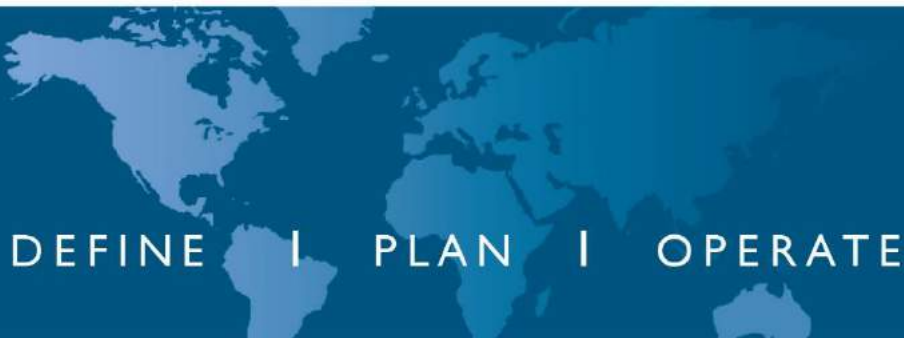 DEFINE | PLAN | OPERATE